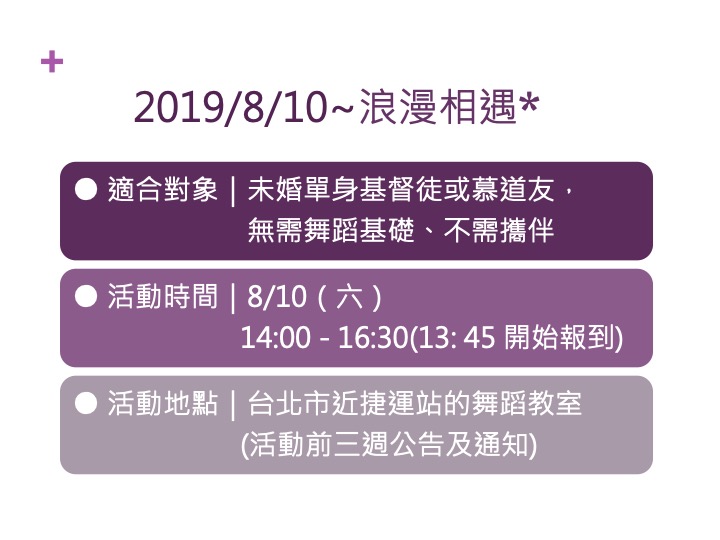 +
2019/8/10~浪漫相遇*
● 適合對象｜未婚單身基督徒或慕道友，
無需舞蹈基礎、不需攜伴
● 活動時間｜8/10（六）
14:00 - 16:30(13: 45 開始報到)
● 活動地點｜台北市近捷運站的舞蹈教室
(活動前三週公告及通知)